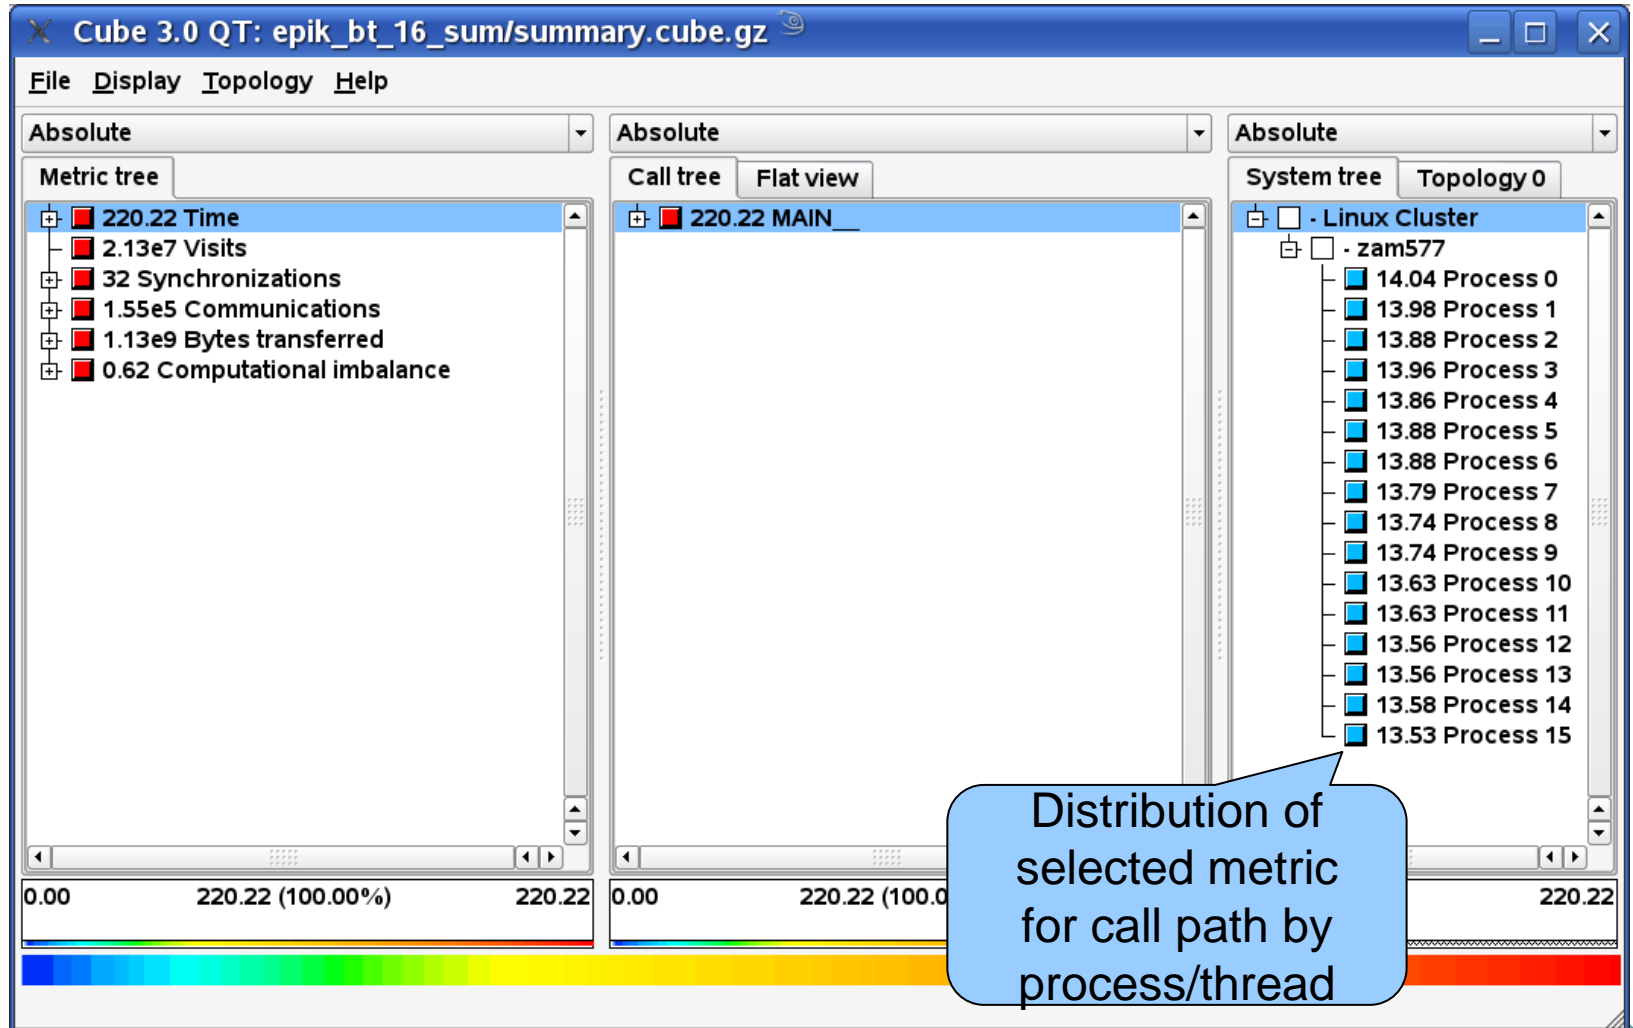 Cube 3.0 QT: epik_bt_16_sum/summary.cube.gz
File Display Topology Help
Absolute
Metric tree
220.22 Time
2.13e7 Visits
32 Synchronizations
1.55e5 Communications
1.13e9 Bytes transferred
0.62 Computational imbalance
0.00 220.22 (100.00%) 220.22
Absolute
Call tree Flat view
220.22 MAIN__
0.00 220.22 (100.0
Absolute
System tree Topology 0
- Linux Cluster
- zam577
14.04 Process 0
13.98 Process 1
13.88 Process 2
13.96 Process 3
13.86 Process 4
13.88 Process 5
13.88 Process 6
13.79 Process 7
13.74 Process 8
13.74 Process 9
13.63 Process 10
13.63 Process 11
13.56 Process 12
13.56 Process 13
13.58 Process 14
13.53 Process 15
220.22
Distribution of
selected metric
for call path by
process/thread